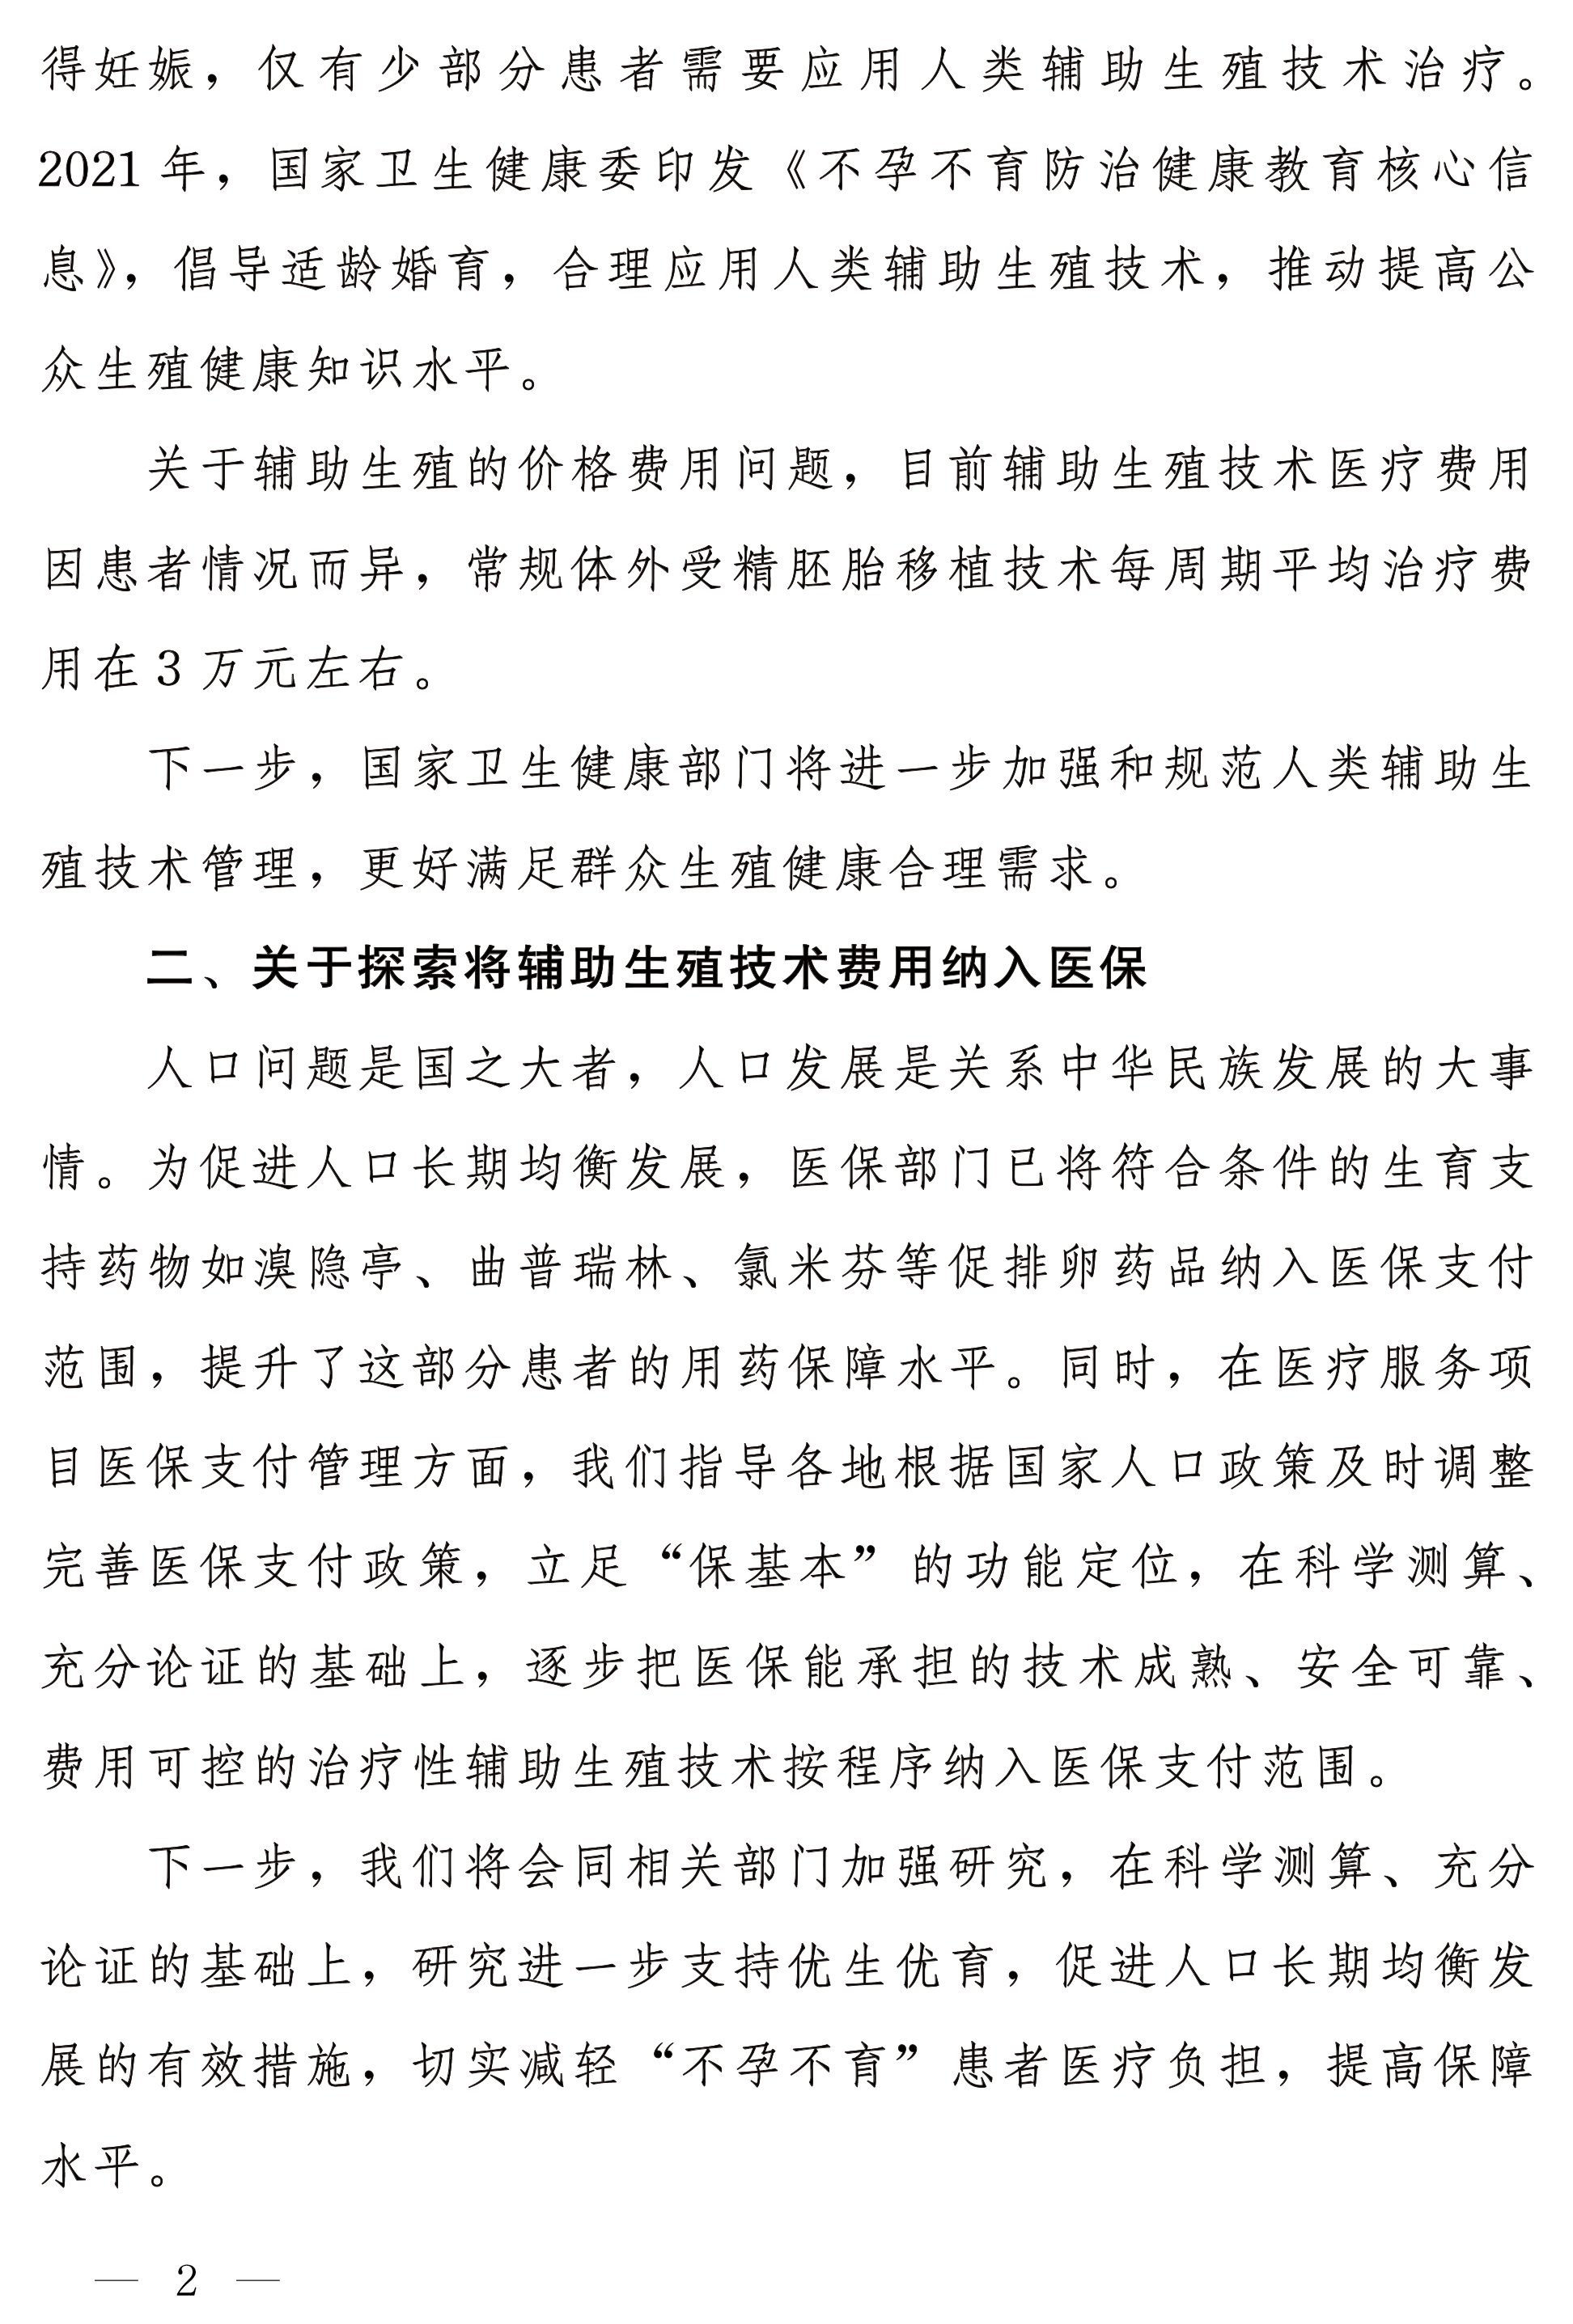 得妊娠，仅有少部分患者需要应用人类辅助生殖技术治疗。
2021年，国家卫生健康委印发《不孕不育防治健康教育核心信
息》，倡导适龄婚育，合理应用人类辅助生殖技术，推动提高公
众生殖健康知识水平。
关于辅助生殖的价格费用问题，目前辅助生殖技术医疗费用
因患者情况而异，常规体外受精胚胎移植技术每周期平均治疗费
用在3万元左右。
下一步，国家卫生健康部门将进一步加强和规范人类辅助生
殖技术管理，更好满足群众生殖健康合理需求。
二、关于探索将辅助生殖技术费用纳入医保
人口问题是国之大者，人口发展是关系中华民族发展的大事
情。为促进人口长期均衡发展，医保部门已将符合条件的生育支
持药物如溴隐亭、曲普瑞林、氯米芬等促排卵药品纳入医保支付
范围，提升了这部分患者的用药保障水平。同时，在医疗服务项
目医保支付管理方面，我们指导各地根据国家人口政策及时调整
完善医保支付政策，立足“保基本”的功能定位，在科学测算、
充分论证的基础上，逐步把医保能承担的技术成熟、安全可靠、
费用可控的治疗性辅助生殖技术按程序纳入医保支付范围。
下一步，我们将会同相关部门加强研究，在科学测算、充分
论证的基础上，研究进一步支持优生优育，促进人口长期均衡发
展的有效措施，切实减轻“不孕不育”患者医疗负担，提高保障
水平。
— 2 —